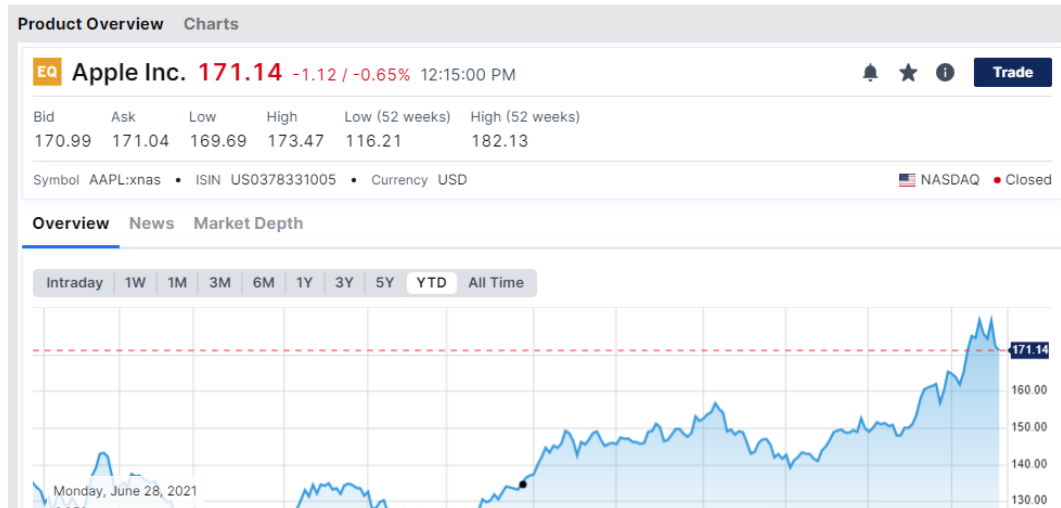 Product Overview Charts
EQ Apple Inc. 171.14 -1.12 / -0.65% 12:15:00 PM Trade
Bid Ask Low High Low (52 weeks) High (52 weeks)
170.99 171.04 169.69 173.47 116.21 182.13
Symbol AAPL:xnas • ISIN US0378331005 • Currency USD NASDAQ • Closed
Overview News Market Depth
Intraday 1W 1M 3M 6M 1Y 3Y 5Y YTD All Time
171.14
160.00
150.00
140.00
Monday, June 28, 2021
130.00